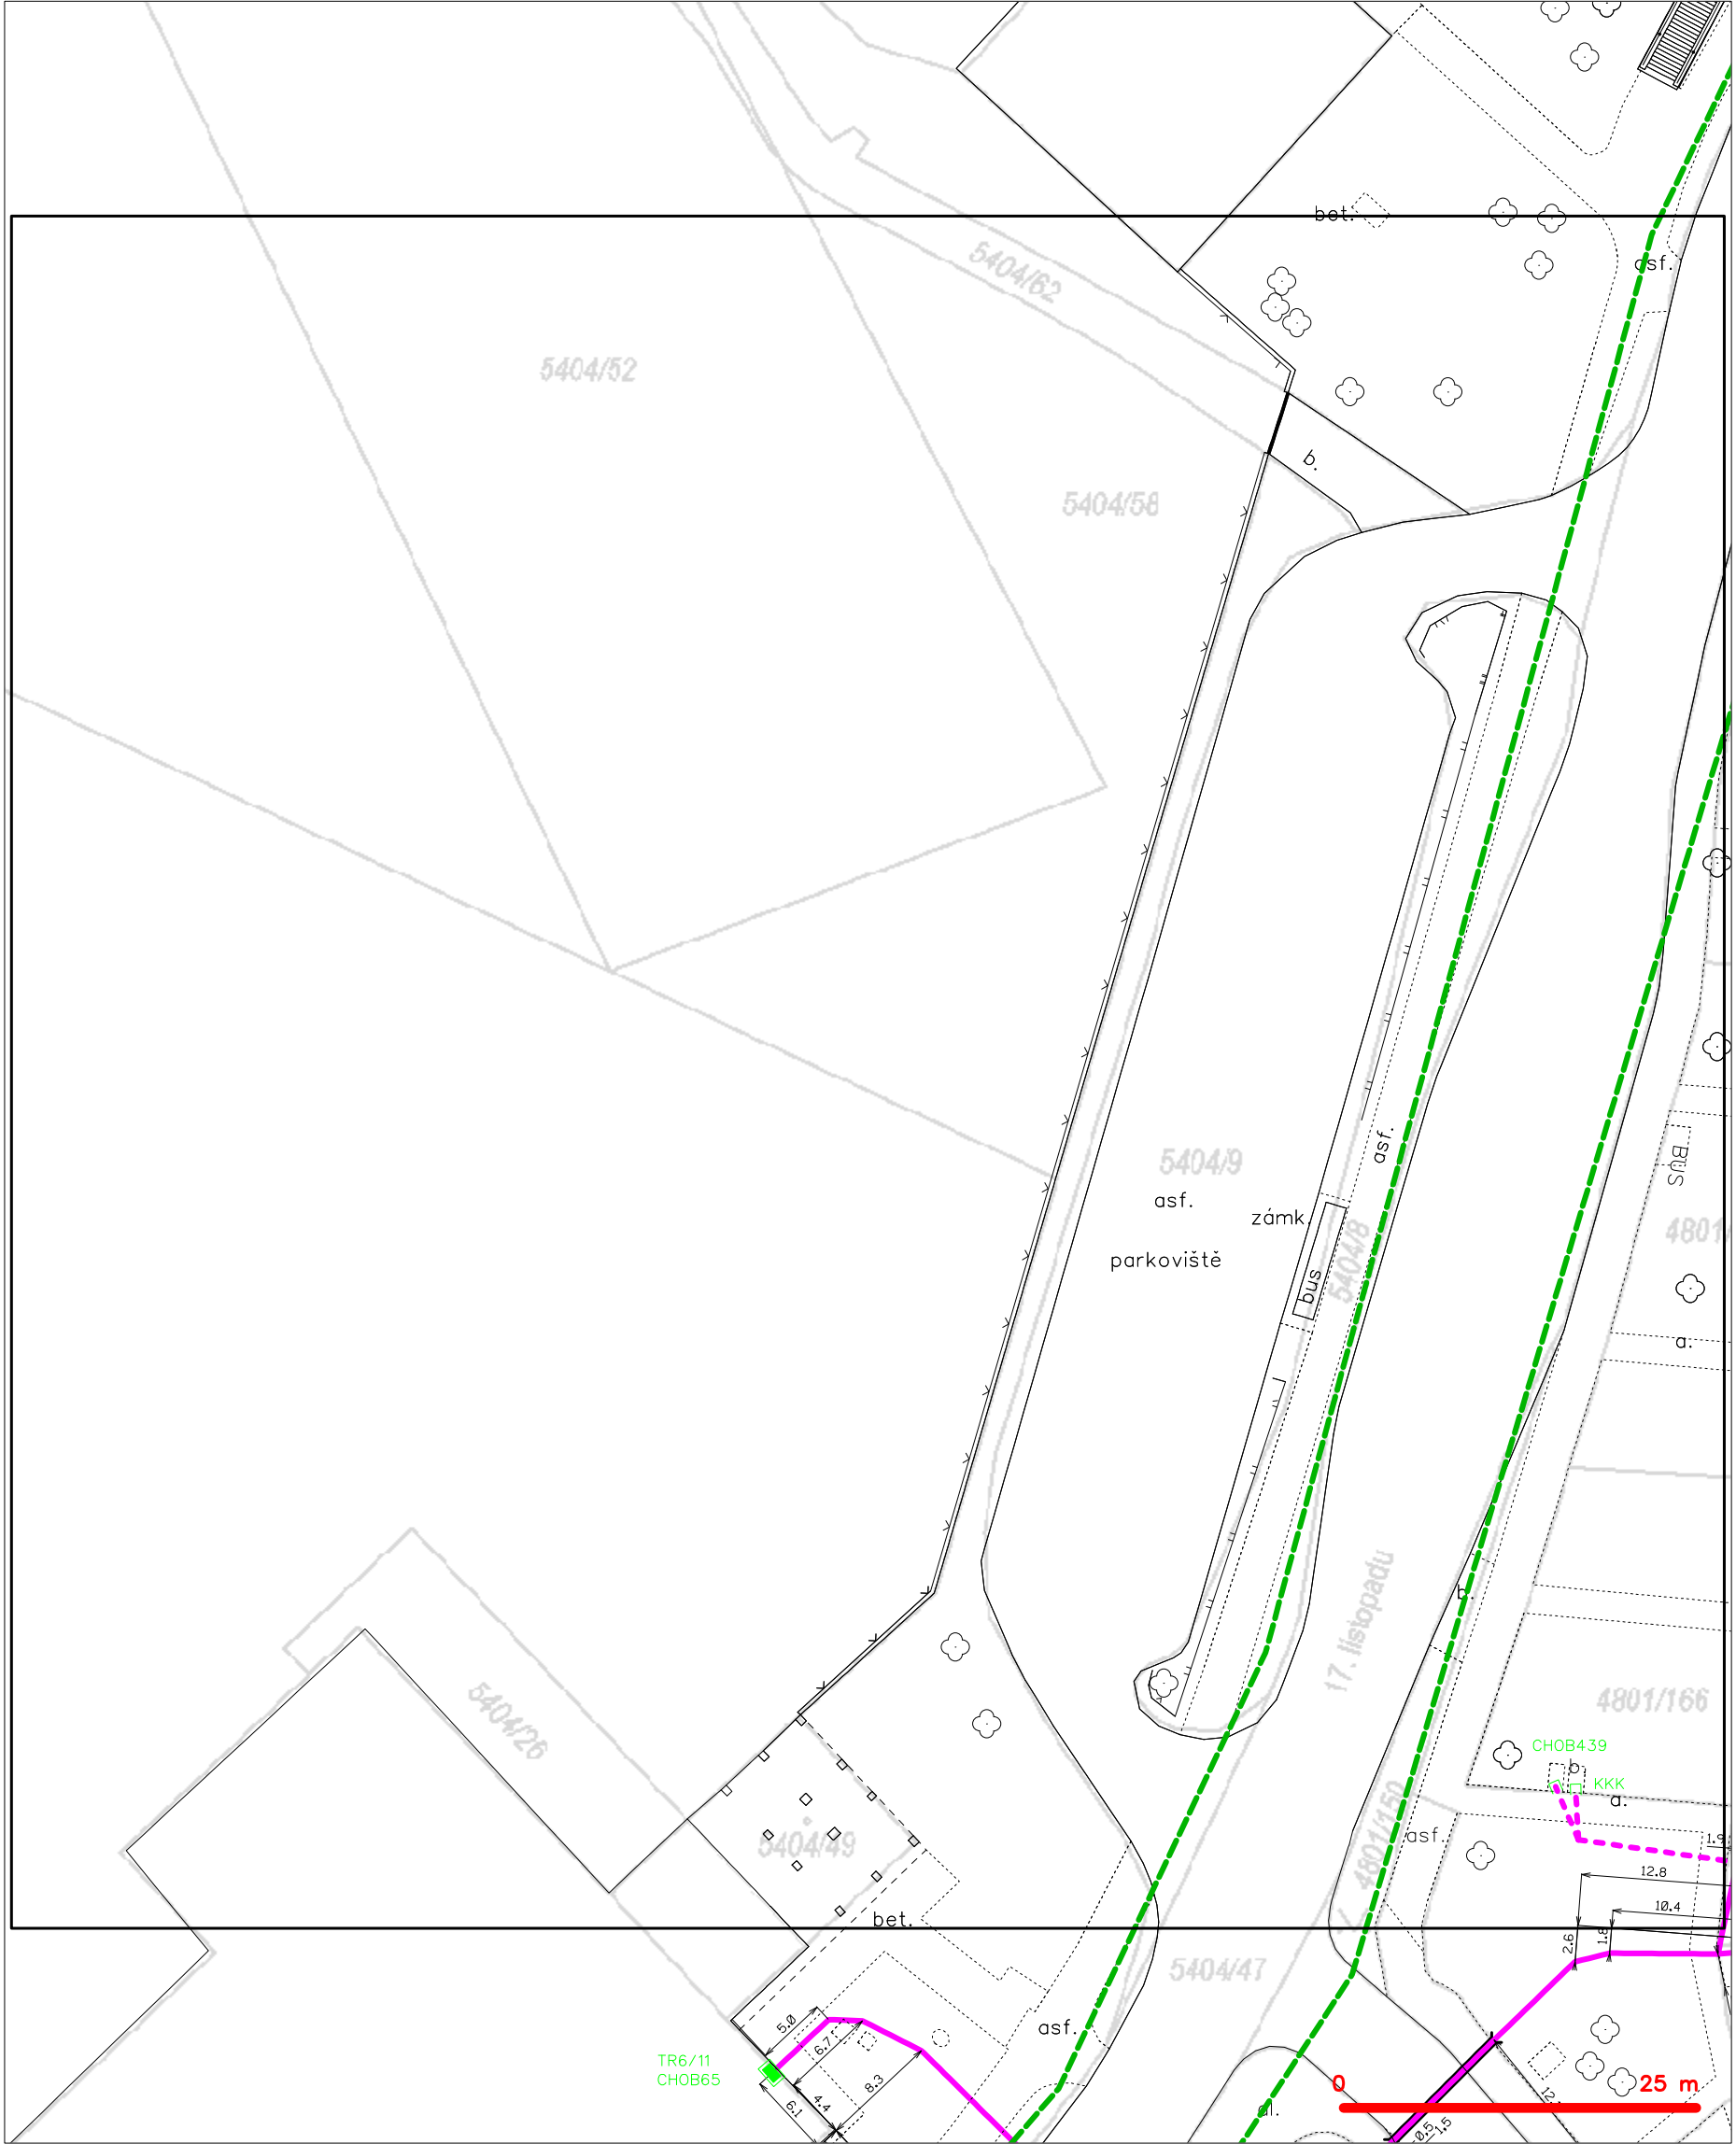 bet.
asf.
5404/62
5404/52
b.
5404/58
asf.
BUS
5404/9
asf.
zámk.
4801/
parkoviště
5404/8
bus
a.
17. listopadu
b.
5404/26
4801/166
CHOB439
b.
KKK
a.
4801/150
asf.
5404/49
1.9
12.8
10.4
bet.
2.6
1.8
5404/47
asf.
5.0
6.7
8.3
TR6/11
CHOB65
4.4
6.1
0
25 m
12.
al.
0.5
1.5